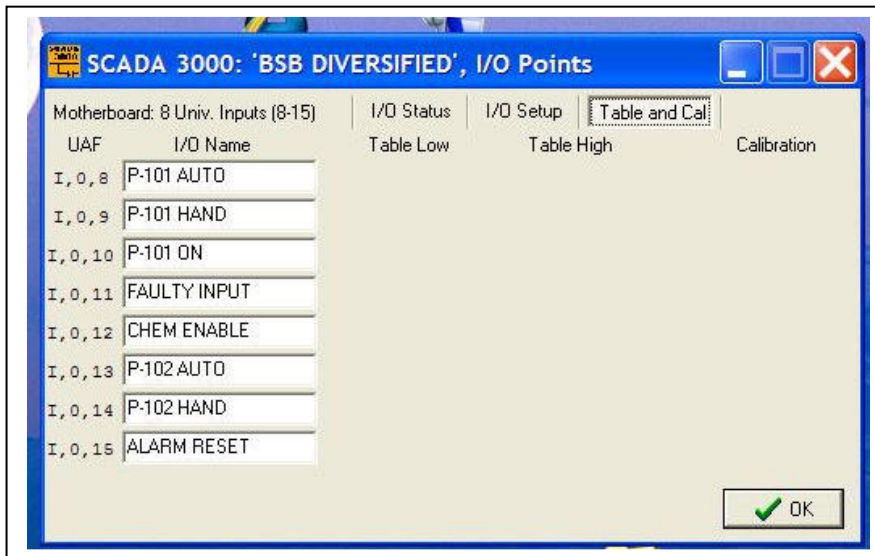 SCADA 3000: 'BSB DIVERSIFIED', I/O Points
Motherboard: 8 Univ. Inputs (8-15) I/O Status I/O Setup Table and Cal
UAF I/O Name Table Low Table High Calibration
I,0,8 P-101 AUTO
I,0,9 P-101 HAND
I,0,10 P-101 ON
I,0,11 FAULTY INPUT
I,0,12 CHEM ENABLE
I,0,13 P-102 AUTO
I,0,14 P-102 HAND
I,0,15 ALARM RESET
OK